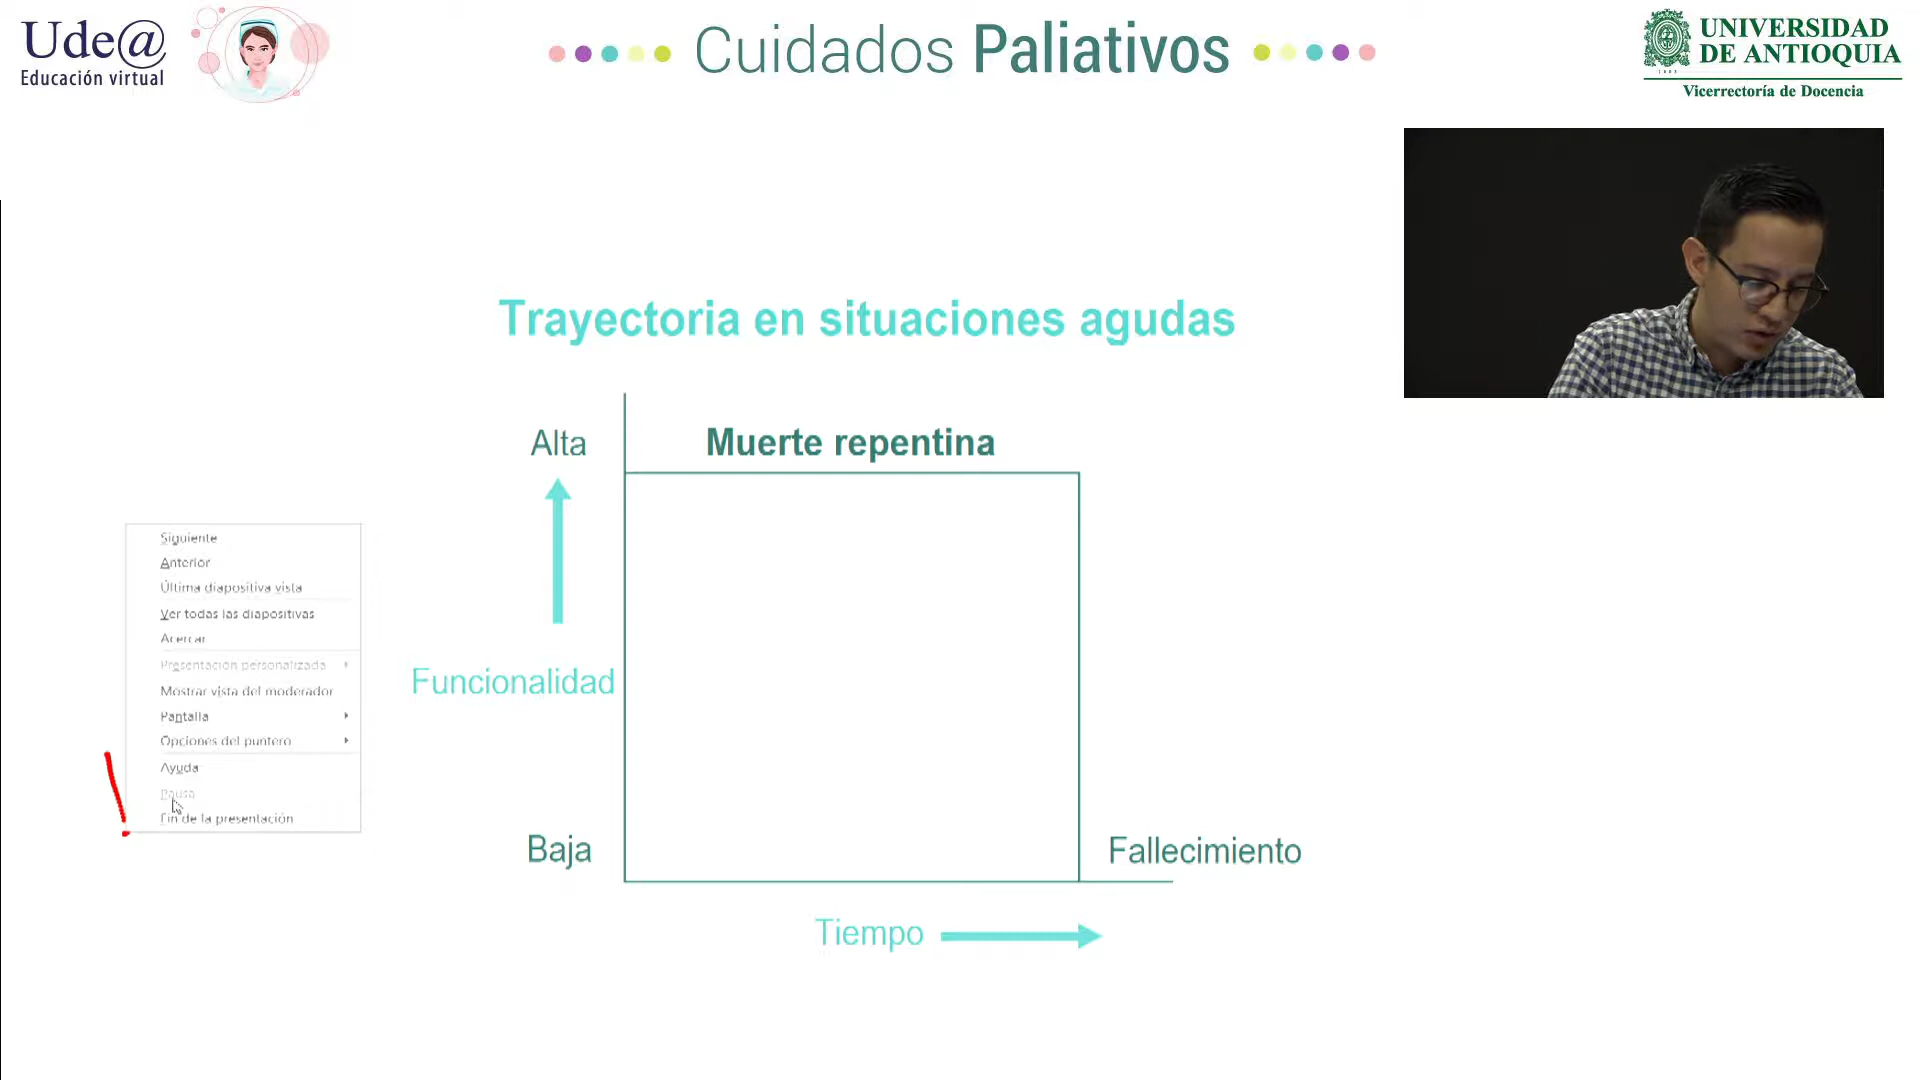 Ude@
Educación virtual
Cuidados Paliativos
UNIVERSIDAD
DE ANTIOQUIA
1803
Vicerrectoría de Docencia
Trayectoria en situaciones agudas
Alta
Muerte repentina
Siguiente
Anterior
Última diapositiva vista
Ver todas las diapositivas
Acercar
Presentación personalizada
Mostrar vista del moderador
Pantalla
Opciones del puntero
Ayuda
Pausa
Fin de la presentación
Funcionalidad
Baja
Fallecimiento
Tiempo